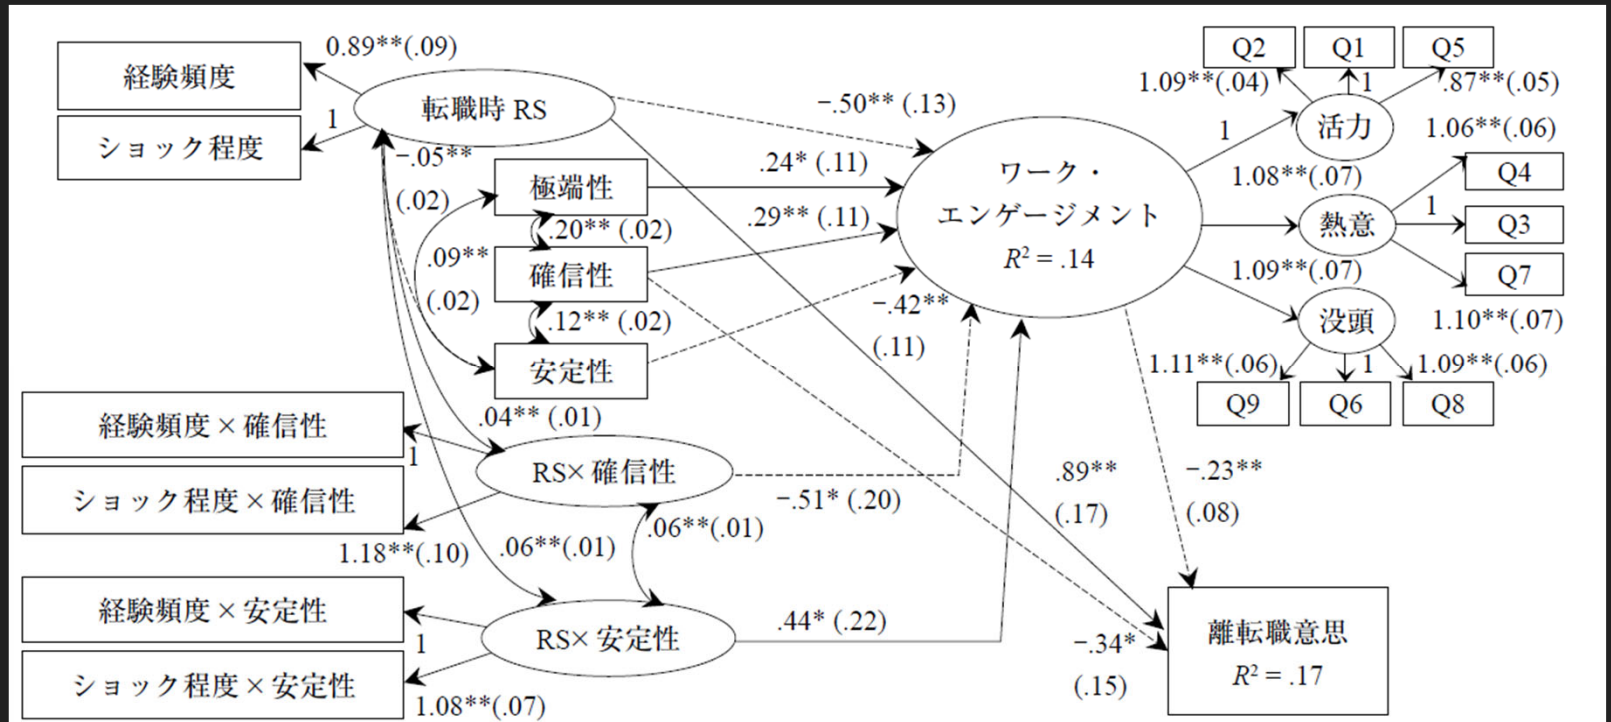 0.89**(.09)
経験頻度
転職時 RS
1
ショック程度
−.05**
(.02)
極端性
.20** (.02)
.09**
(.02)
確信性
.12** (.02)
安定性
.04** (.01)
経験頻度×確信性
1
RS×確信性
ショック程度×確信性
1.18**(.10)
.06**(.01)
.06**(.01)
経験頻度×安定性
1
RS×安定性
ショック程度×安定性
1.08**(.07)
−.50** (.13)
.24* (.11)
.29** (.11)
−.42**
(.11)
−.51* (.20)
.44* (.22)
ワーク・
エンゲージメント
R² = .14
.89**
(.17)
−.23**
(.08)
−.34*
(.15)
離転職意思
R² = .17
Q2
Q1
Q5
1.09**(.04)
1
.87**(.05)
1
活力
1.06**(.06)
1.08**(.07)
Q4
熱意
1
Q3
Q7
1.09**(.07)
没頭
1.10**(.07)
1.11**(.06)
1
1.09**(.06)
Q9
Q6
Q8